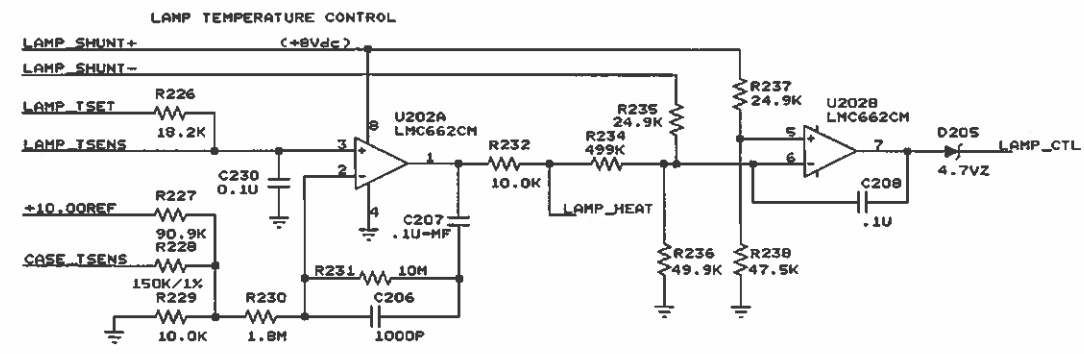 LAMP TEMPERATURE CONTROL
LAMP_SHUNT+
(+8Vdc)
LAMP_SHUNT-
R226
LAMP_TSET
18.2K
LAMP_TSENS
C230
0.1U
R227
+10.00REF
90.9K
R228
CASE_TSENS
150K/1%
R229
10.0K
R230
1.8M
8
U202A
LMC662CM
3
+
2
-
1
4
R231
10M
C206
1000P
C207
.1U-MF
R232
10.0K
LAMP_HEAT
R235
24.9K
R234
499K
R236
49.9K
R237
24.9K
R238
47.5K
U202B
LMC662CM
5
+
6
-
7
C208
.1U
D205
4.7VZ
LAMP_CTL